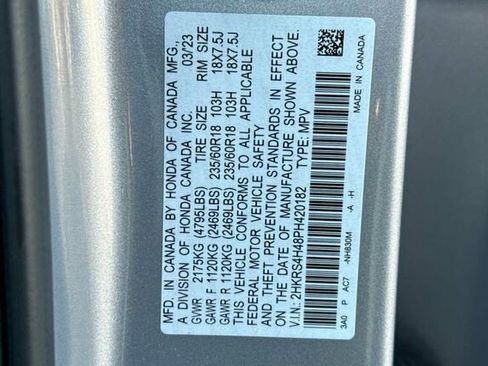 MFD. IN CANADA BY HONDA OF CANADA MFG.,
A DIVISION OF HONDA CANADA INC. 03/23
GVWR 2175KG (4795LBS) TIRE SIZE RIM SIZE
GAWR F 1120KG (2469LBS) 235/60R18 103H 18X7.5J
GAWR R 1120KG (2469LBS) 235/60R18 103H 18X7.5J
THIS VEHICLE CONFORMS TO ALL APPLICABLE
FEDERAL MOTOR VEHICLE SAFETY
AND THEFT PREVENTION STANDARDS IN EFFECT
ON THE DATE OF MANUFACTURE SHOWN ABOVE.
V.I.N.: 2HKRS4H48PH420182 TYPE: MPV
3A0 P AC7 -NH830M -A -H MADE IN CANADA